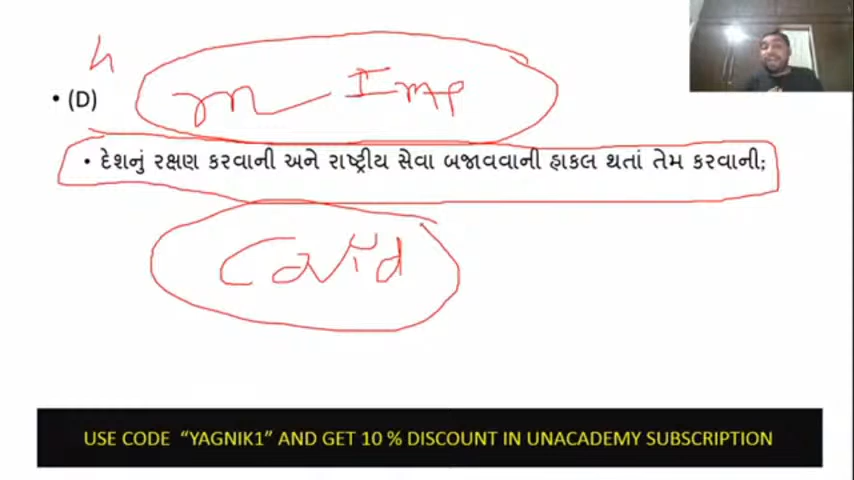 • (D)
Imp
• દેશનું રક્ષણ કરવાની અને રાષ્ટ્રીય સેવા બજાવવાની હાકલ થતાં તેમ કરવાની;
Covid
USE CODE “YAGNIK1” AND GET 10 % DISCOUNT IN UNACADEMY SUBSCRIPTION